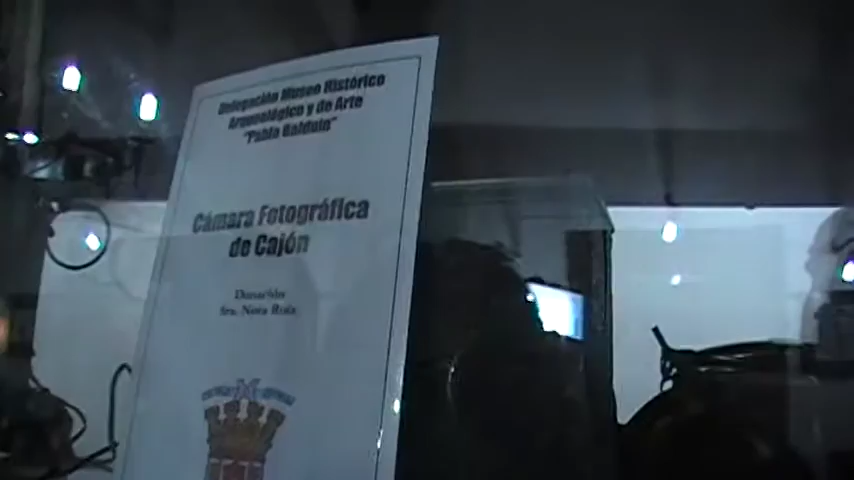 Delegación Museo Histórico
Arqueológico y de Arte
"Pablo Balduin"
Cámara Fotográfica
de Cajón
Donación
Sra. Nora Ruiz